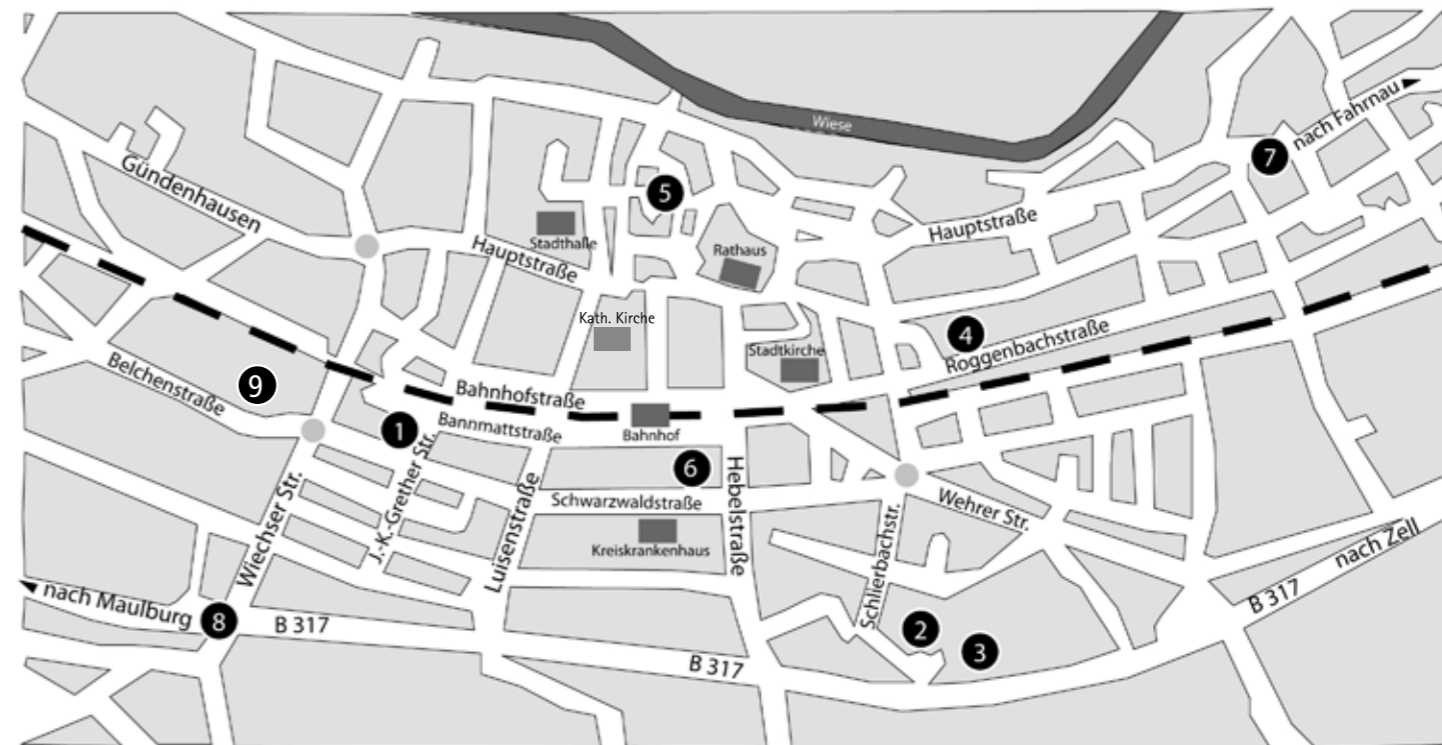 Wiese
nach Fahrnau
7
Gündenhausen
5
Stadthalle
Hauptstraße
Hauptstraße
Rathaus
Kath. Kirche
4
Roggenbachstraße
Stadtkirche
Belchenstraße
9
Bahnhofstraße
1
Bannmattstraße
Bahnhof
6
Hebelstraße
Wiechser Str.
J.-K.-Grether Str.
Luisenstraße
Schwarzwaldstraße
Kreiskrankenhaus
Wehrer Str.
Schlierbachstr.
nach Zell
B 317
nach Maulburg
8
B 317
2
3
B 317